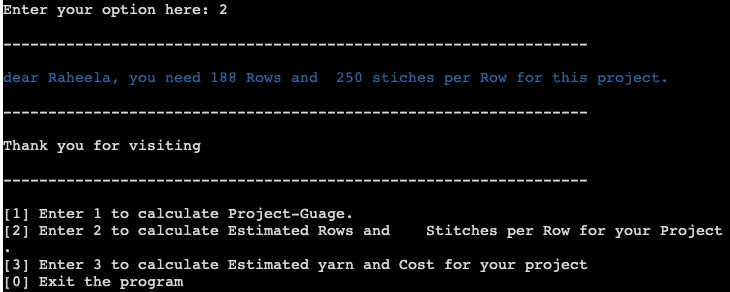 Enter your option here: 2
-----------------------------------------------------------------
dear Raheela, you need 188 Rows and  250 stiches per Row for this project.
-----------------------------------------------------------------
Thank you for visiting
-----------------------------------------------------------------
[1] Enter 1 to calculate Project-Guage.
[2] Enter 2 to calculate Estimated Rows and    Stitches per Row for your Project
.
[3] Enter 3 to calculate Estimated yarn and Cost for your project
[0] Exit the program